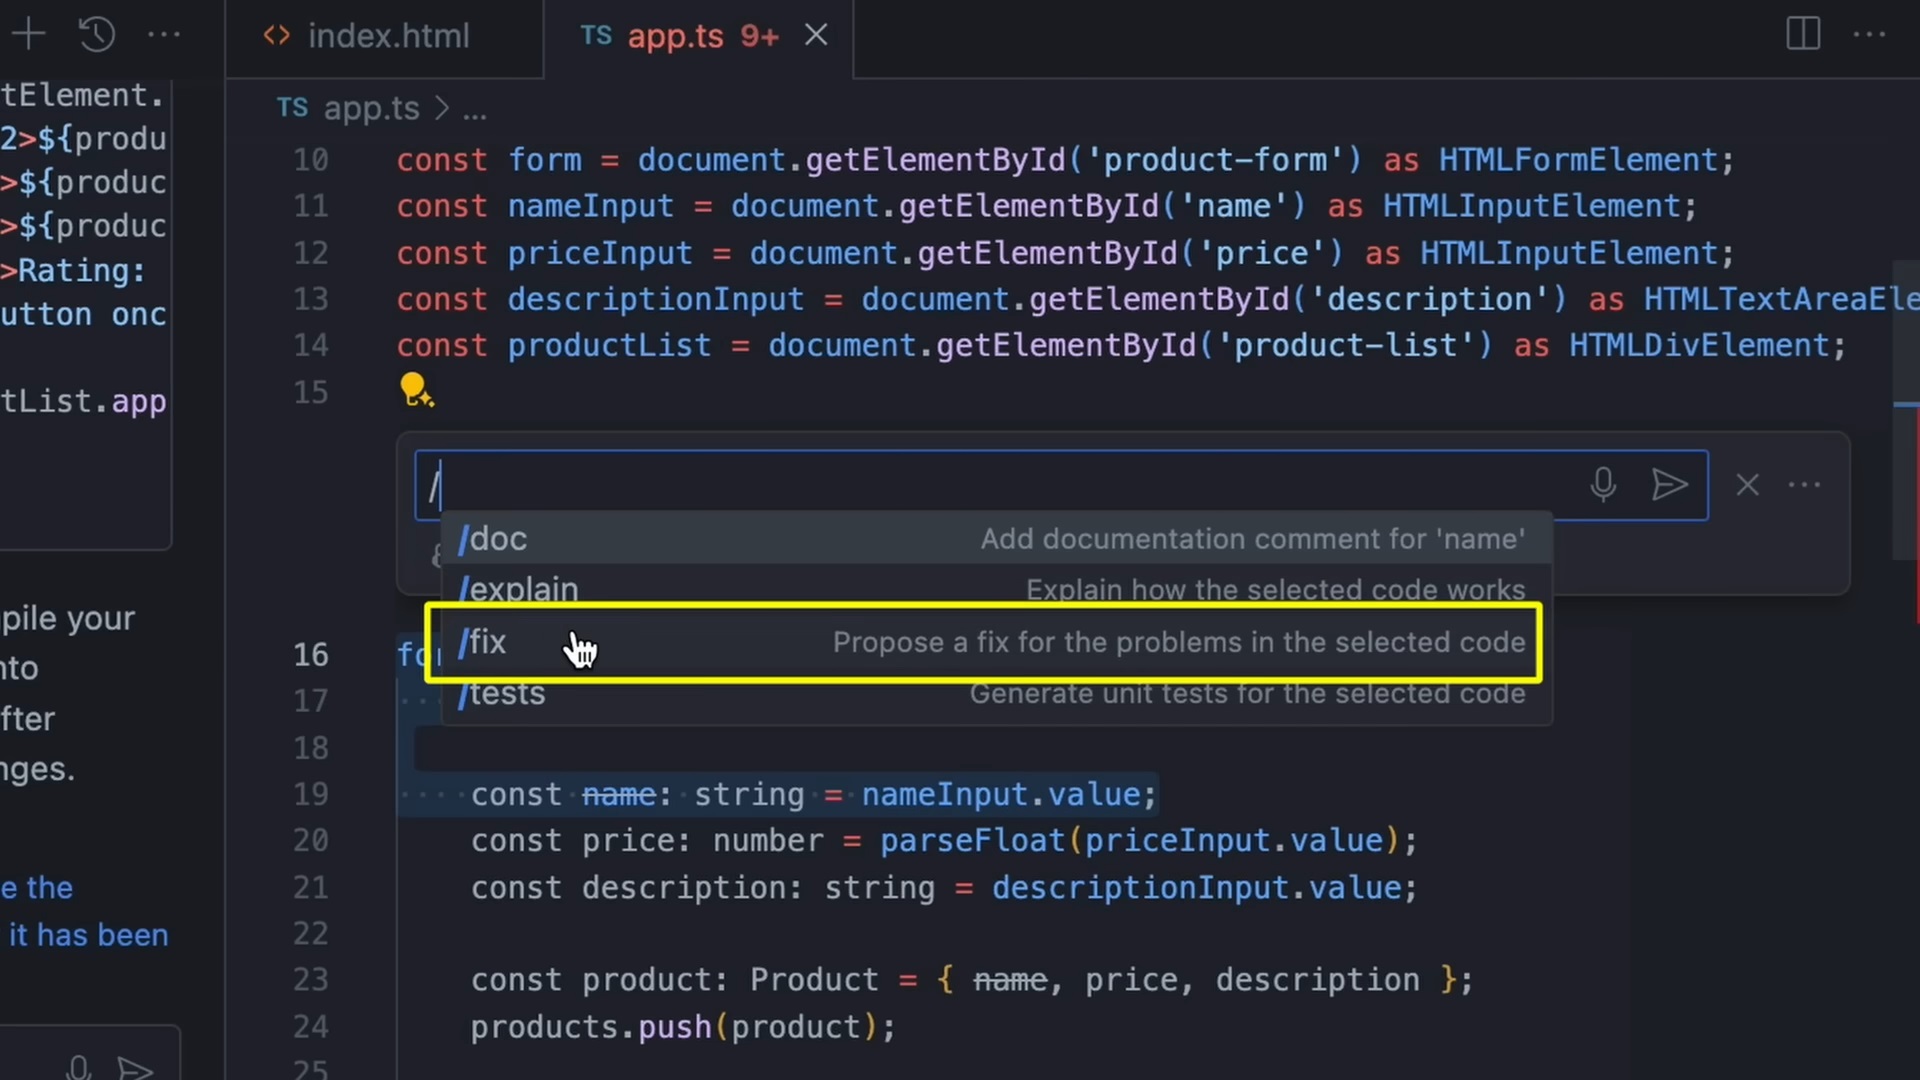 index.html
TS app.ts 9+
TS app.ts > ...
tElement.
2>${produ
>${produc
>${produc
>Rating:
utton onc
tList.app
pile your
nto
fter
nges.
e the
it has been
10 const form = document.getElementById('product-form') as HTMLFormElement;
11 const nameInput = document.getElementById('name') as HTMLInputElement;
12 const priceInput = document.getElementById('price') as HTMLInputElement;
13 const descriptionInput = document.getElementById('description') as HTMLTextAreaEle
14 const productList = document.getElementById('product-list') as HTMLDivElement;
15
/
/doc Add documentation comment for 'name'
/explain Explain how the selected code works
/fix Propose a fix for the problems in the selected code
/tests Generate unit tests for the selected code
16 for
17
18
19 const name: string = nameInput.value;
20 const price: number = parseFloat(priceInput.value);
21 const description: string = descriptionInput.value;
22
23 const product: Product = { name, price, description };
24 products.push(product);
25